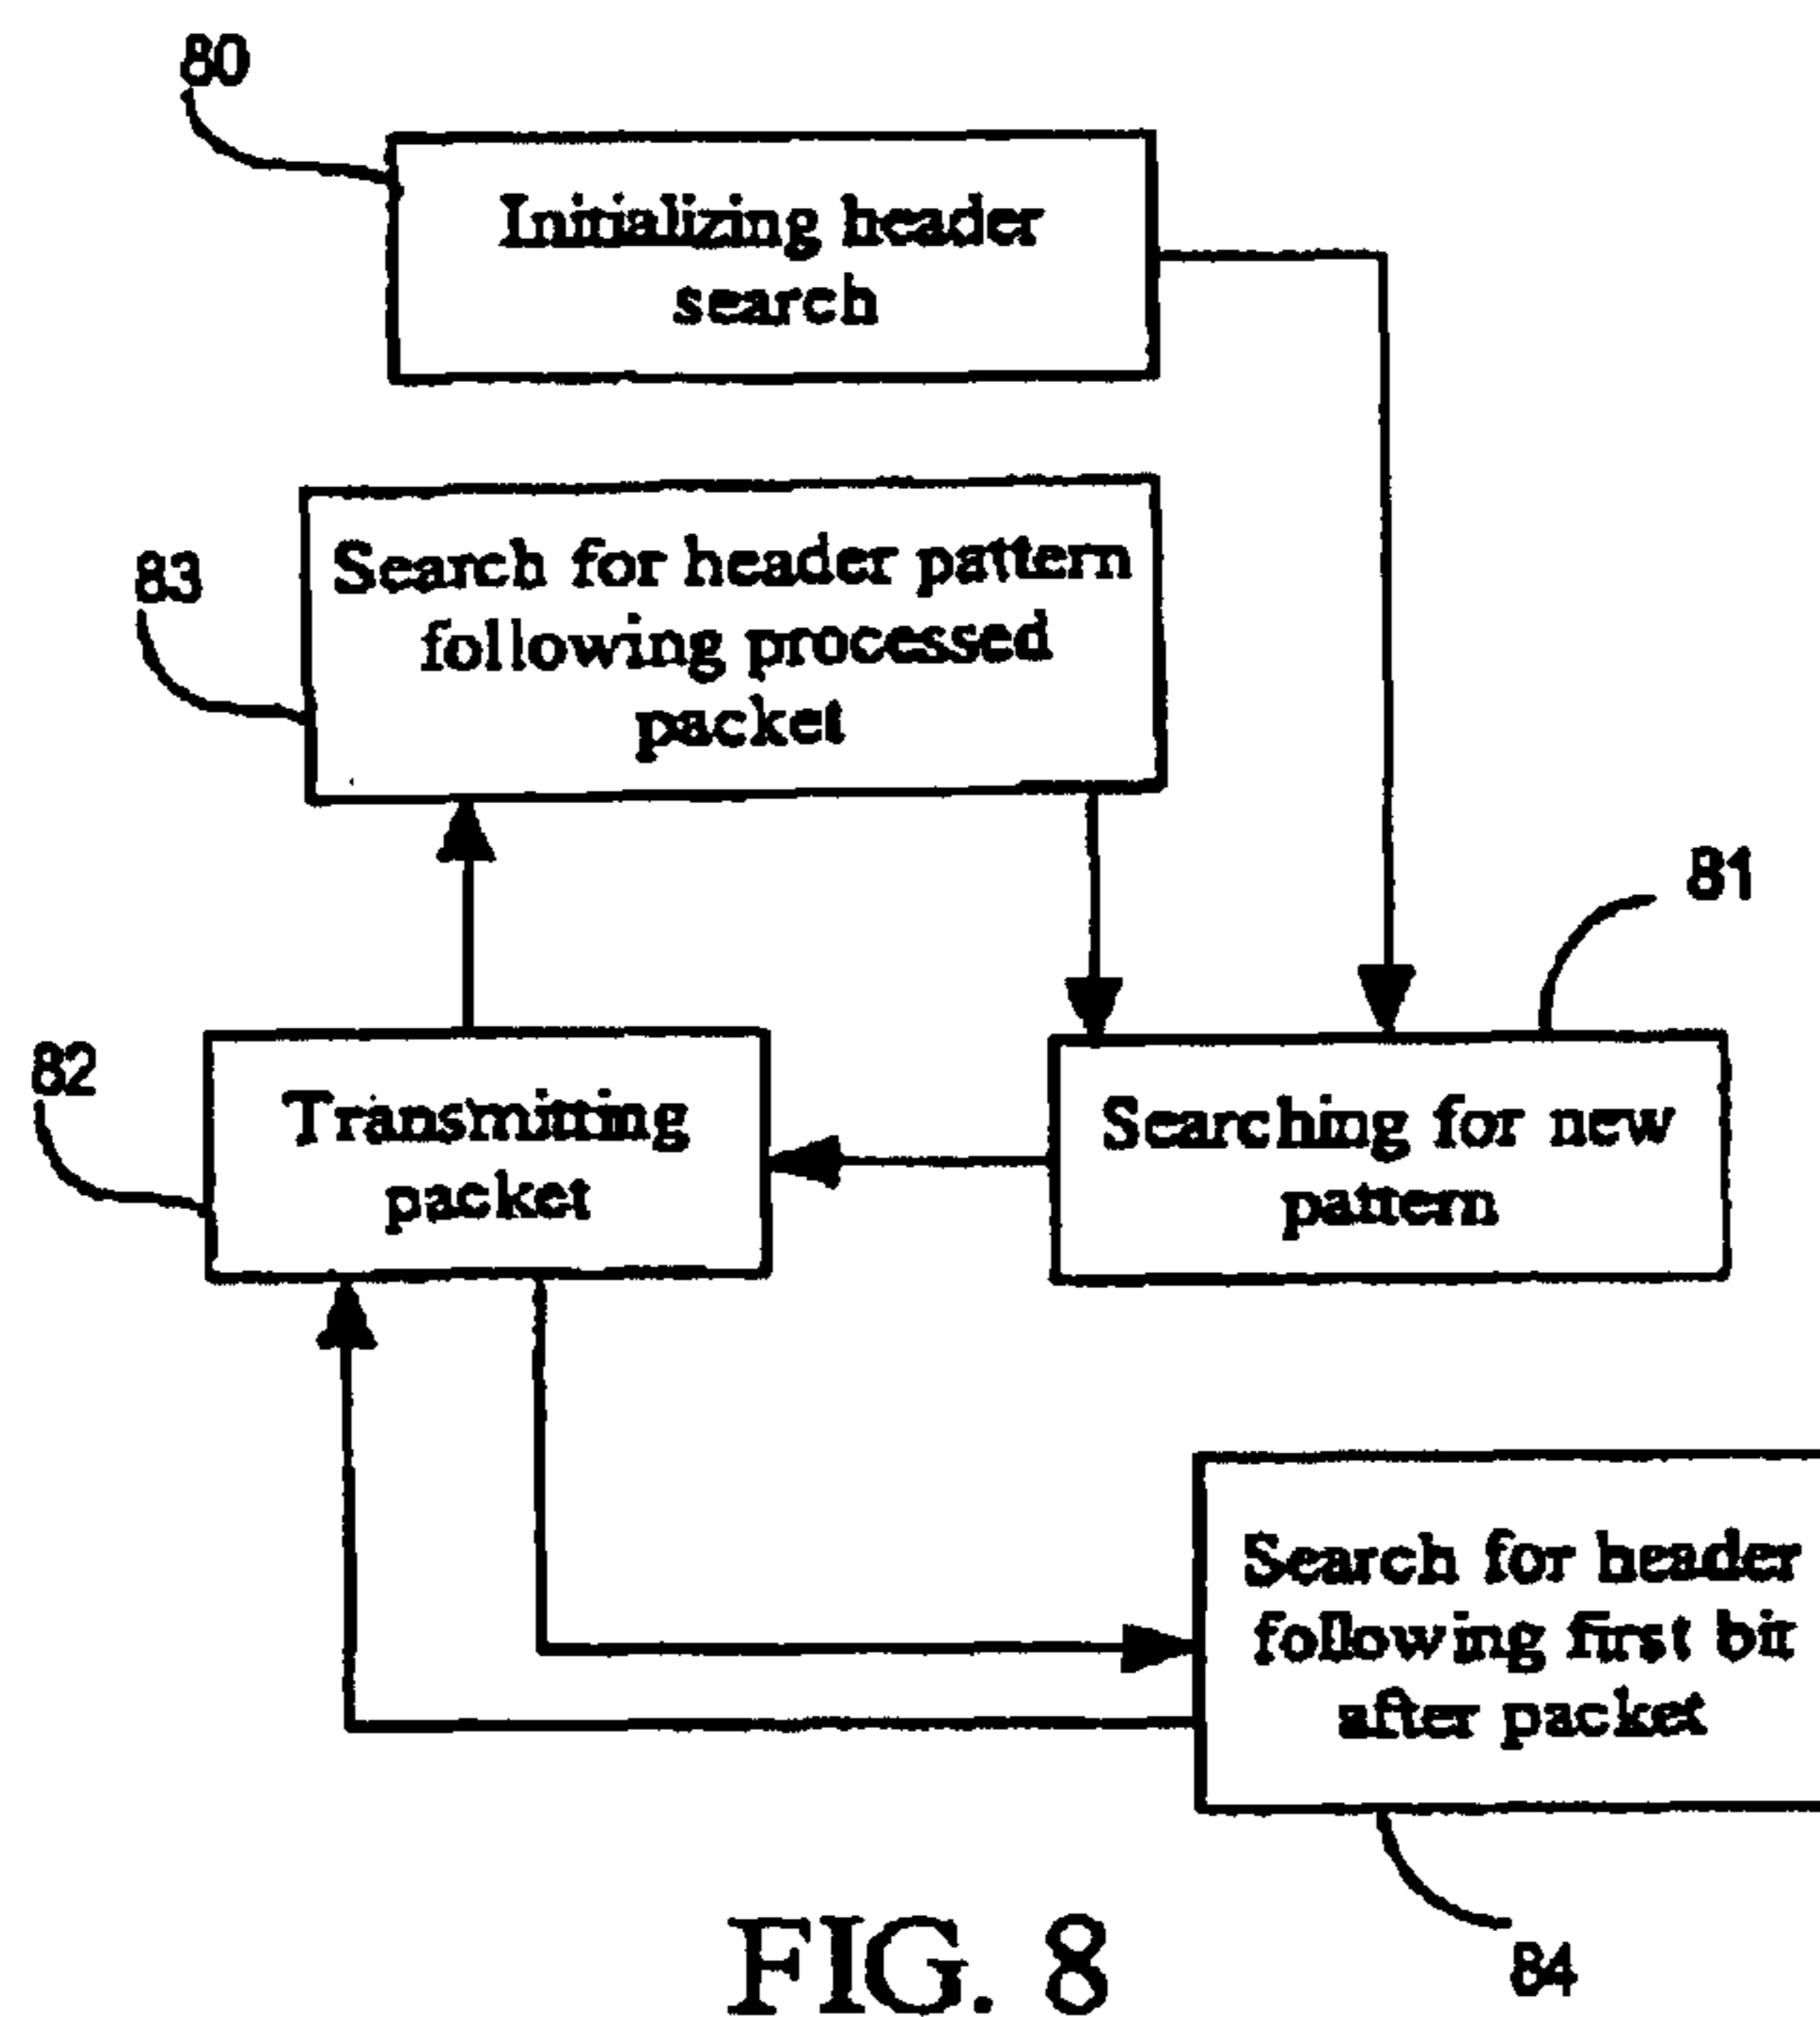 80
Initializing header
search
83
Search for header pattern
following processed
packet
81
82
Transmitting
packet
Searching for new
pattern
Search for header
following first bit
after packet
84
FIG. 8